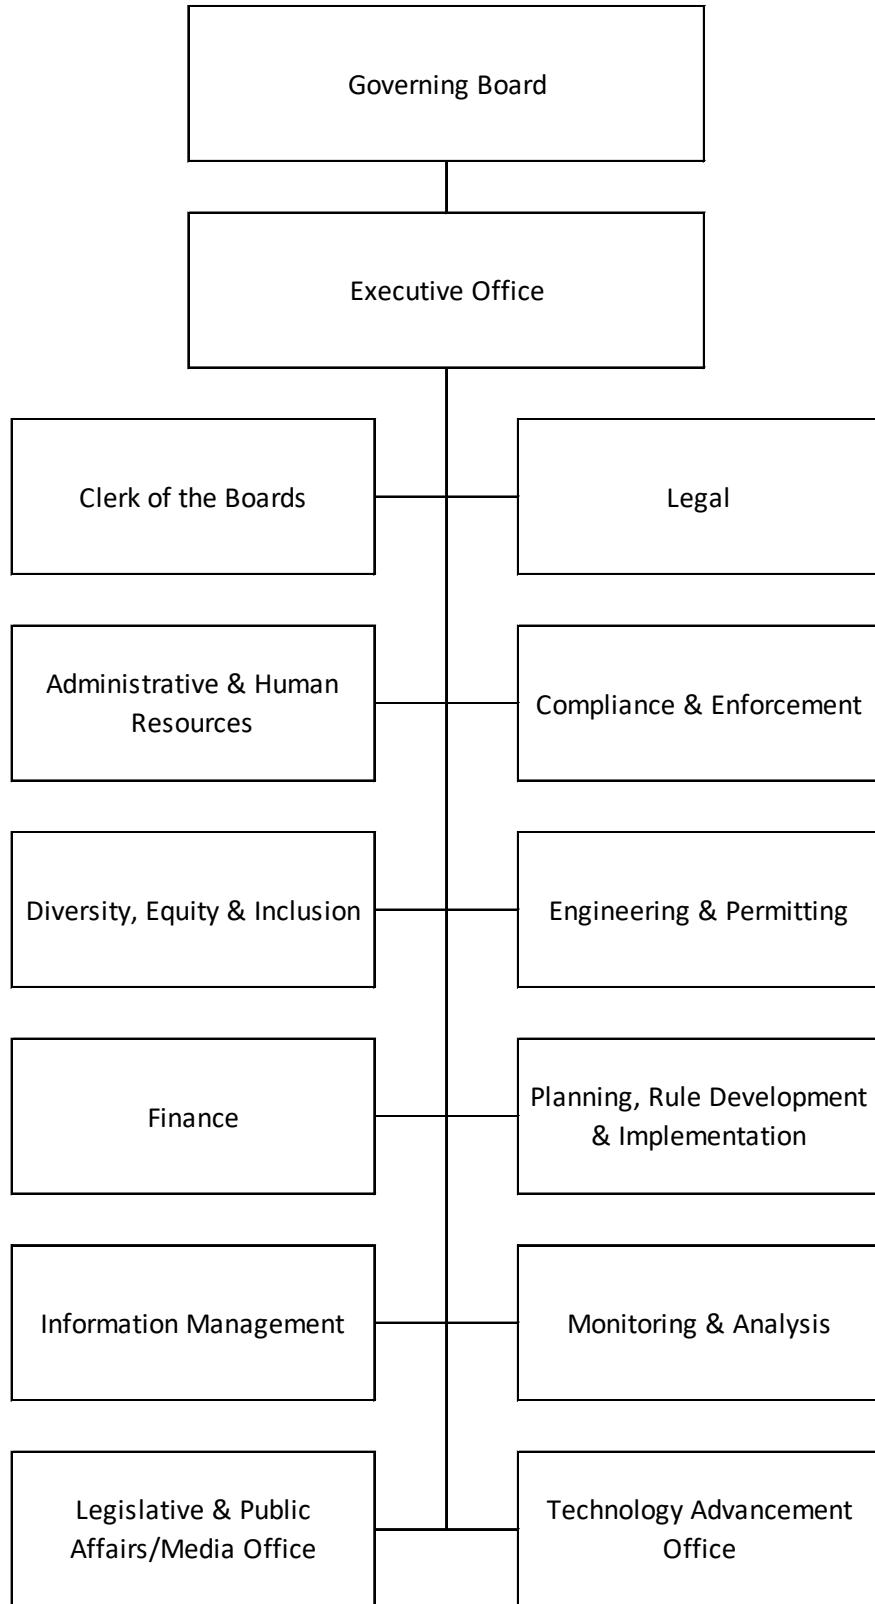 Governing Board
Executive Office
Clerk of the Boards
Legal
Administrative & Human
Resources
Compliance & Enforcement
Diversity, Equity & Inclusion
Engineering & Permitting
Finance
Planning, Rule Development
& Implementation
Information Management
Monitoring & Analysis
Legislative & Public
Affairs/Media Office
Technology Advancement
Office